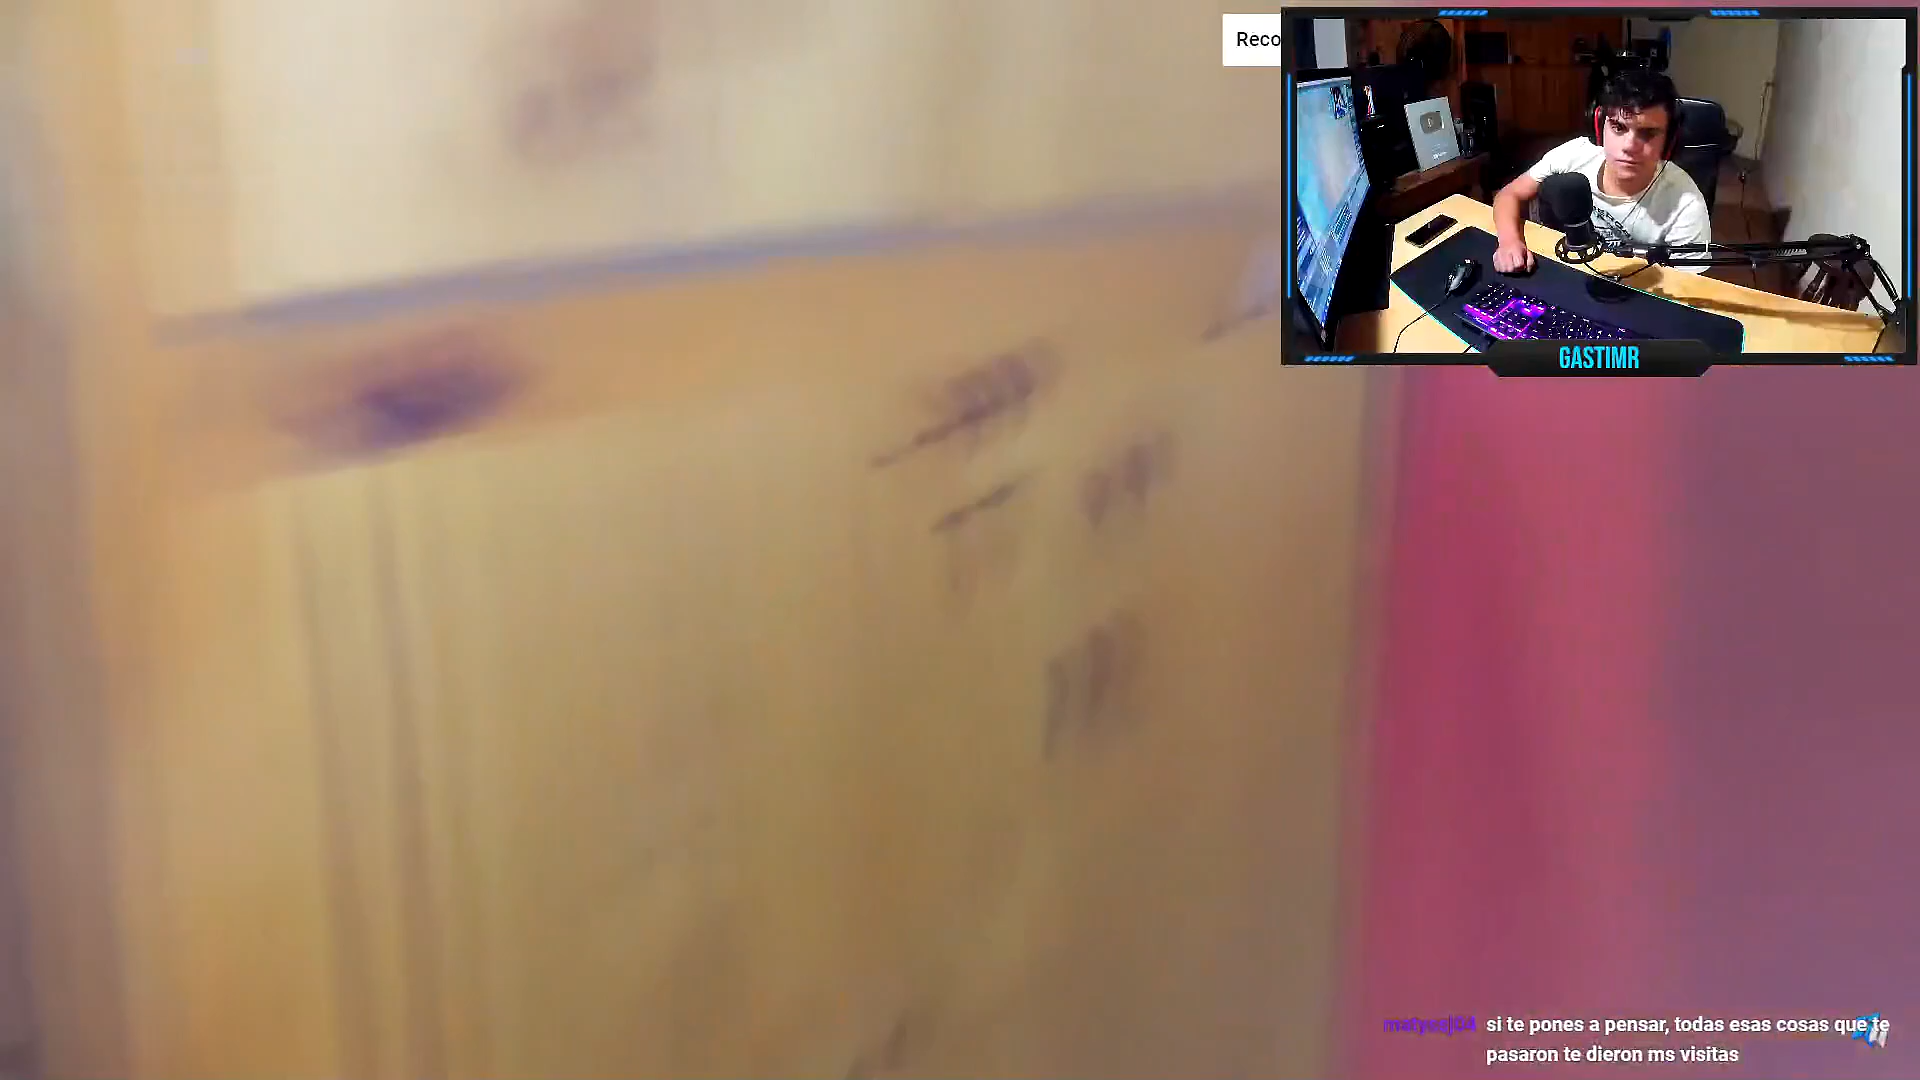 Reco
GASTIMR
si te pones a pensar, todas esas cosas que te
pasaron te dieron ms visitas